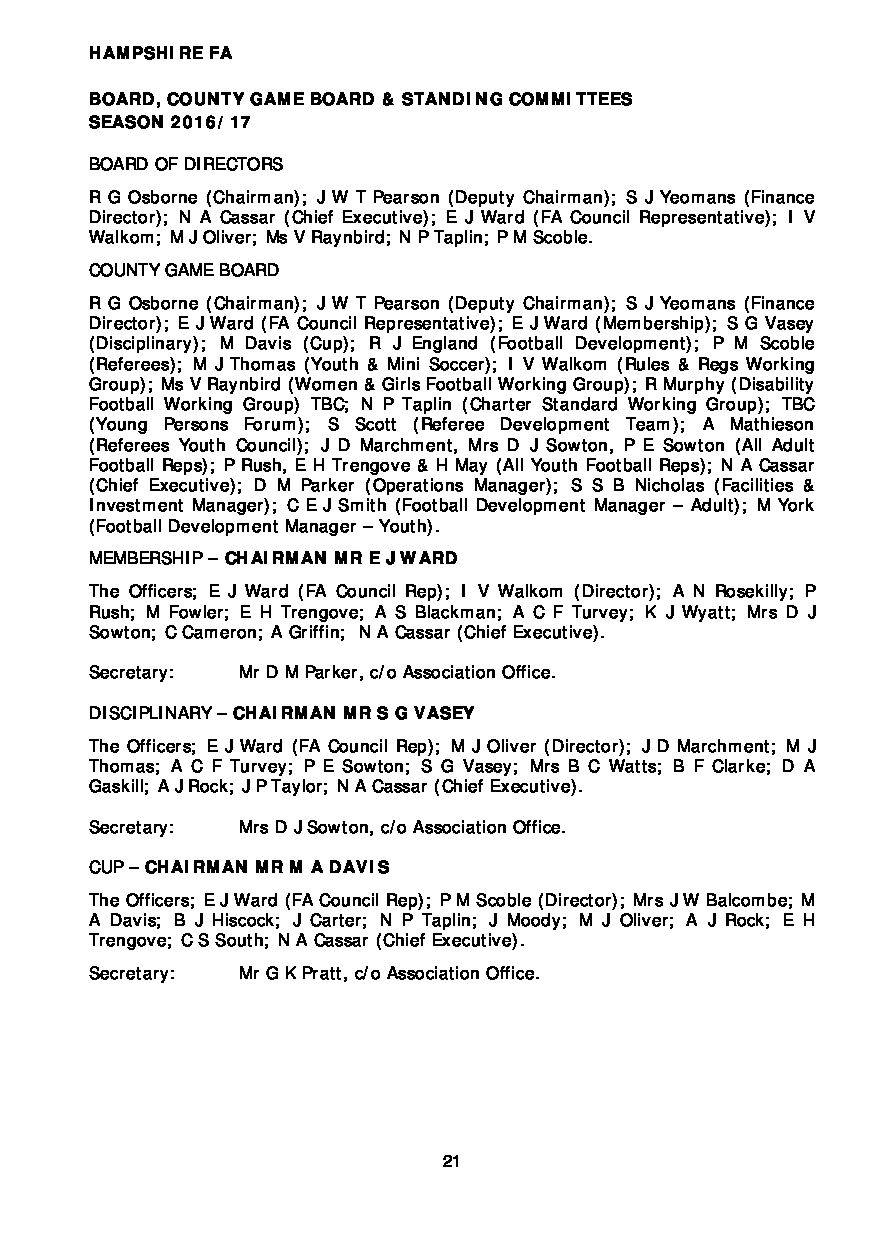 HAMPSHIRE FA
BOARD, COUNTY GAME BOARD & STANDING COMMITTEES
SEASON 2016/17
BOARD OF DIRECTORS
R G Osborne (Chairman); J W T Pearson (Deputy Chairman); S J Yeomans (Finance
Director); N A Cassar (Chief Executive); E J Ward (FA Council Representative); I V
Walkom; M J Oliver; Ms V Raynbird; N P Taplin; P M Scoble.
COUNTY GAME BOARD
R G Osborne (Chairman); J W T Pearson (Deputy Chairman); S J Yeomans (Finance
Director); E J Ward (FA Council Representative); E J Ward (Membership); S G Vasey
(Disciplinary); M Davis (Cup); R J England (Football Development); P M Scoble
(Referees); M J Thomas (Youth & Mini Soccer); I V Walkom (Rules & Regs Working
Group); Ms V Raynbird (Women & Girls Football Working Group); R Murphy (Disability
Football Working Group) TBC; N P Taplin (Charter Standard Working Group); TBC
(Young Persons Forum); S Scott (Referee Development Team); A Mathieson
(Referees Youth Council); J D Marchment, Mrs D J Sowton, P E Sowton (All Adult
Football Reps); P Rush, E H Trengove & H May (All Youth Football Reps); N A Cassar
(Chief Executive); D M Parker (Operations Manager); S S B Nicholas (Facilities &
Investment Manager); C E J Smith (Football Development Manager – Adult); M York
(Football Development Manager – Youth).
MEMBERSHIP – CHAIRMAN MR E J WARD
The Officers; E J Ward (FA Council Rep); I V Walkom (Director); A N Rosekilly; P
Rush; M Fowler; E H Trengove; A S Blackman; A C F Turvey; K J Wyatt; Mrs D J
Sowton; C Cameron; A Griffin; N A Cassar (Chief Executive).
Secretary: Mr D M Parker, c/o Association Office.
DISCIPLINARY – CHAIRMAN MR S G VASEY
The Officers; E J Ward (FA Council Rep); M J Oliver (Director); J D Marchment; M J
Thomas; A C F Turvey; P E Sowton; S G Vasey; Mrs B C Watts; B F Clarke; D A
Gaskill; A J Rock; J P Taylor; N A Cassar (Chief Executive).
Secretary: Mrs D J Sowton, c/o Association Office.
CUP – CHAIRMAN MR M A DAVIS
The Officers; E J Ward (FA Council Rep); P M Scoble (Director); Mrs J W Balcombe; M
A Davis; B J Hiscock; J Carter; N P Taplin; J Moody; M J Oliver; A J Rock; E H
Trengove; C S South; N A Cassar (Chief Executive).
Secretary: Mr G K Pratt, c/o Association Office.
21